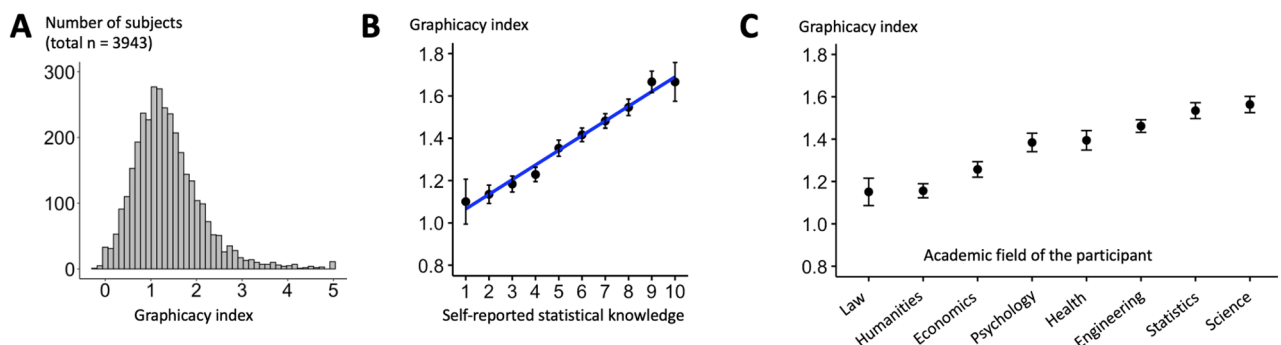 A
Number of subjects
(total n = 3943)
300
200
100
0
0 1 2 3 4 5
Graphicacy index
B
Graphicacy index
1.8
1.6
1.4
1.2
1.0
0.8
1 2 3 4 5 6 7 8 9 10
Self-reported statistical knowledge
C
Graphicacy index
1.8
1.6
1.4
1.2
1.0
0.8
Academic field of the participant
Law
Humanities
Economics
Psychology
Health
Engineering
Statistics
Science